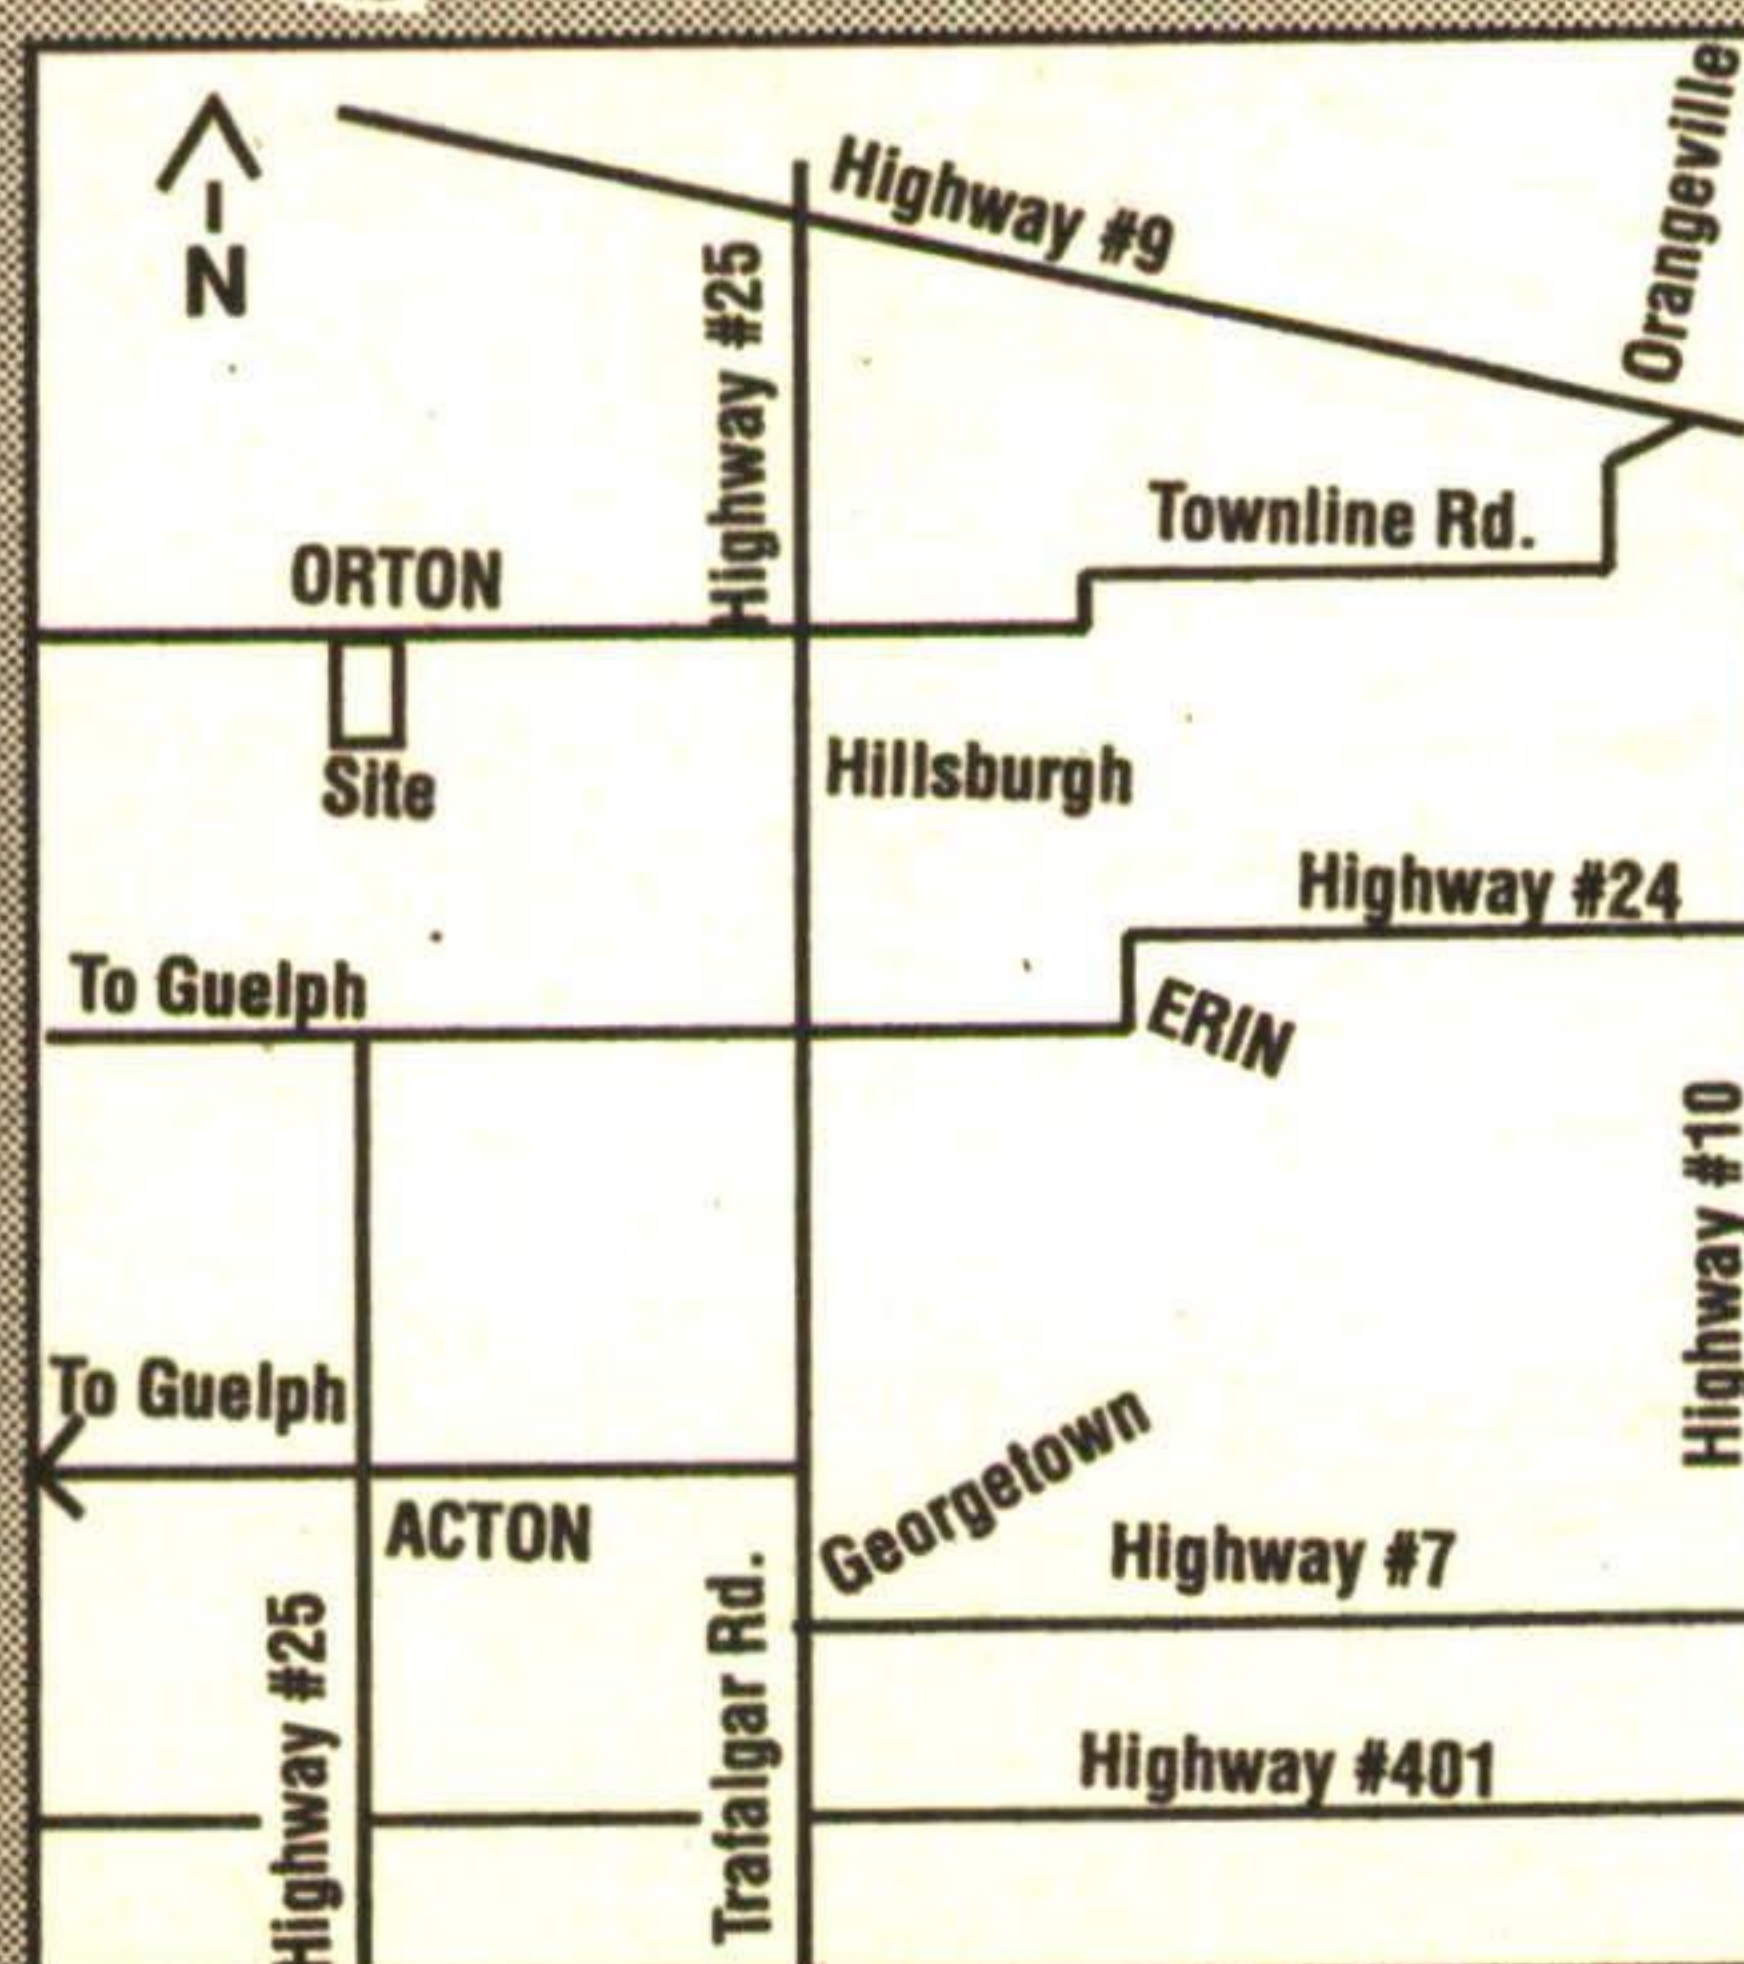 Orangeville
N
Highway #9
Highway #25
Townline Rd.
ORTON
Site
Hillsburgh
Highway #24
To Guelph
ERIN
Highway #10
To Guelph
Georgetown
ACTON
Highway #7
Highway #25
Trafalgar Rd.
Highway #401